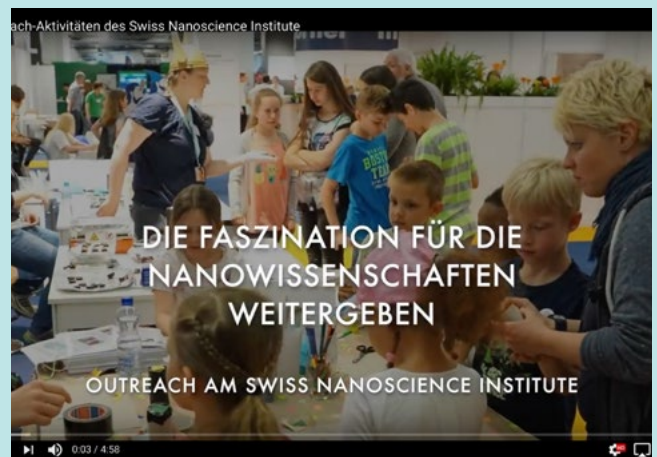 ach-Aktivitäten des Swiss Nanoscience Institute
DIE FASZINATION FÜR DIE
NANOWISSENSCHAFTEN
WEITERGEBEN
OUTREACH AM SWISS NANOSCIENCE INSTITUTE
0:03 / 4:58